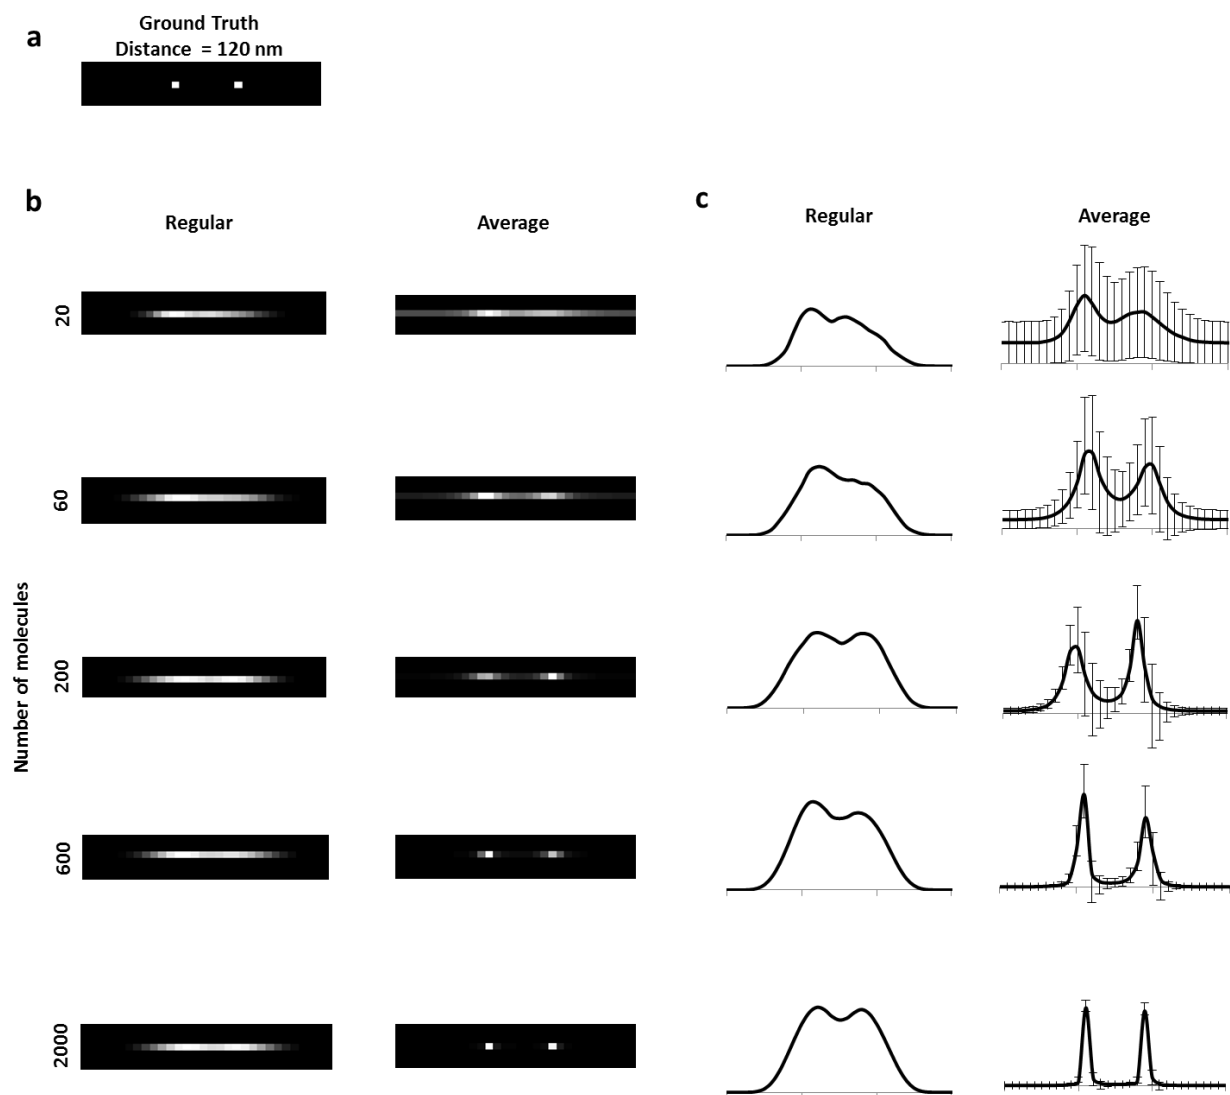 a
Ground Truth
Distance = 120 nm
b
Regular
Average
c
Regular
Average
Number of molecules
20
60
200
600
2000